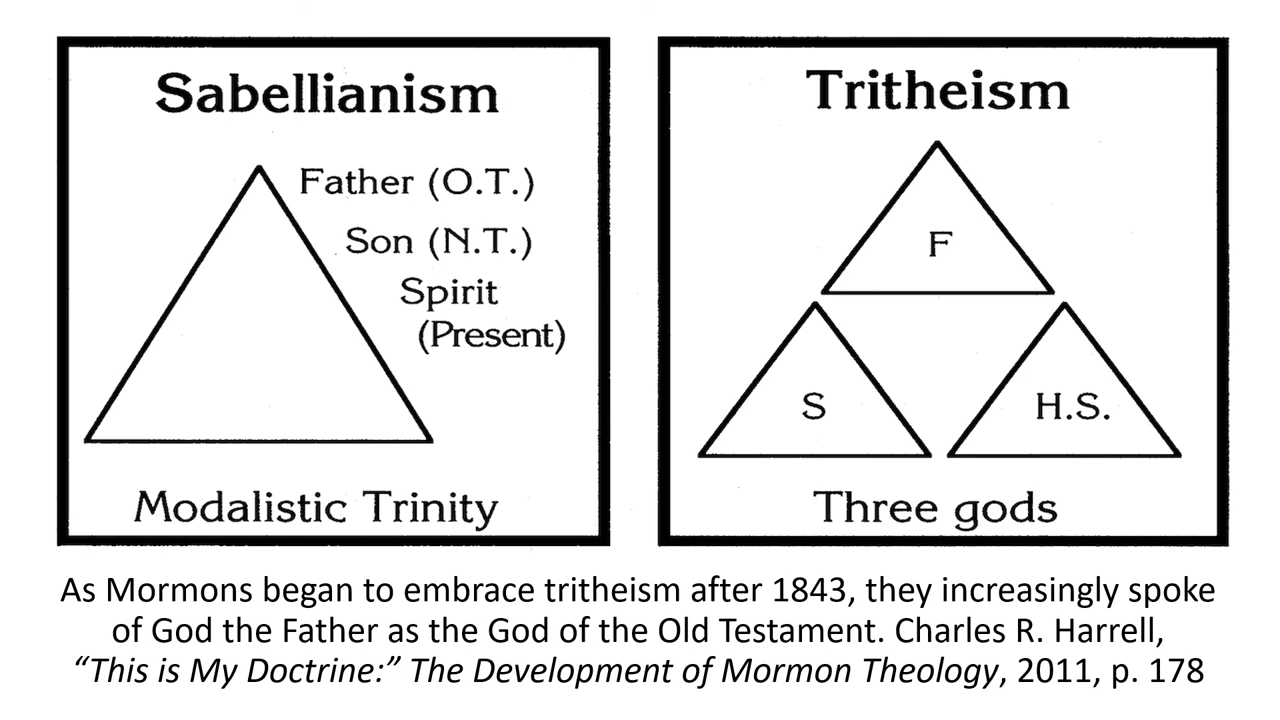 Sabellianism
Father (O.T.)
Son (N.T.)
Spirit
(Present)
Modalistic Trinity
Tritheism
F
S
H.S.
Three gods
As Mormons began to embrace tritheism after 1843, they increasingly spoke
of God the Father as the God of the Old Testament. Charles R. Harrell,
“This is My Doctrine:” The Development of Mormon Theology, 2011, p. 178